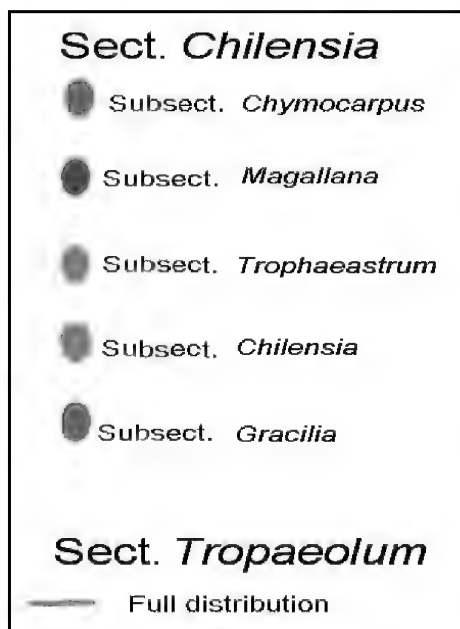 Sect. Chilensia
Subsect. Chymocarpus
Subsect. Magallana
Subsect. Trophaeastrum
Subsect. Chilensia
Subsect. Gracilia
Sect. Tropaeolum
Full distribution